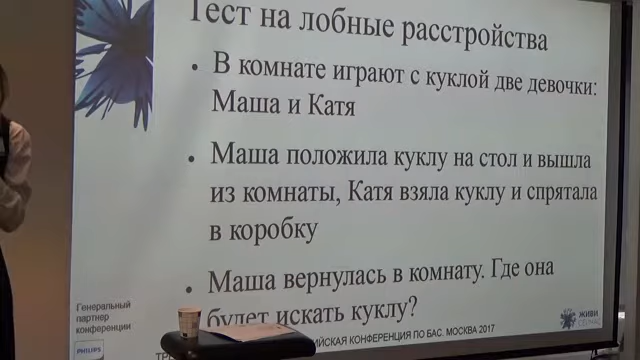 Тест на лобные расстройства
• В комнате играют с куклой две девочки:
Маша и Катя
• Маша положила куклу на стол и вышла
из комнаты, Катя взяла куклу и спрятала
в коробку
• Маша вернулась в комнату. Где она
будет искать куклу?
Генеральный
партнер
конференции
PHILIPS
ЖИВИ
СЕЙЧАС
КОНФЕРЕНЦИЯ ПО БАС. МОСКВА 2017